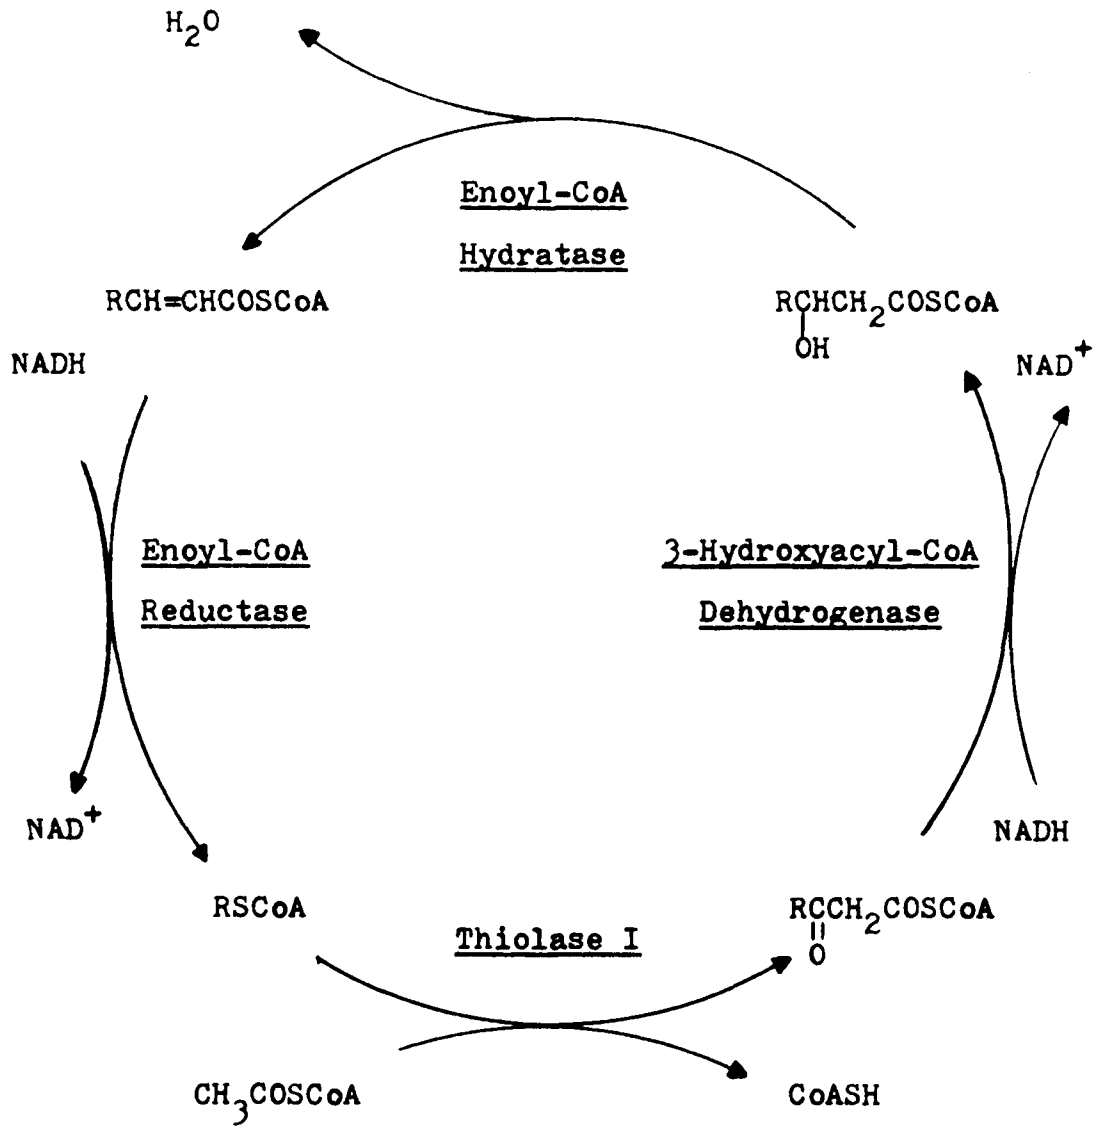 H₂O
Enoyl-CoA
Hydratase
RCH=CHCOSCoA
RCHCH₂COSCoA
OH
NADH
NAD⁺
Enoyl-CoA
Reductase
3-Hydroxyacyl-CoA
Dehydrogenase
NAD⁺
NADH
RSCoA
RCCH₂COSCoA
O
Thiolase I
CH₃COSCoA
CoASH